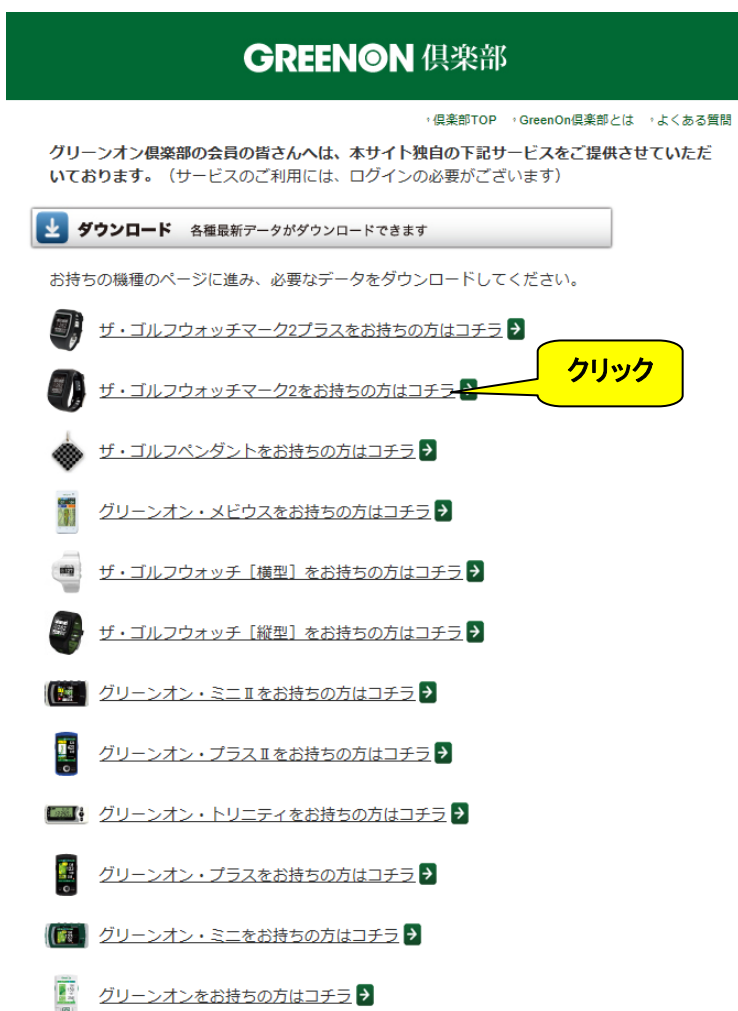 GREENON 倶楽部
倶楽部TOP GreenOn倶楽部とは よくある質問
グリーンオン倶楽部の会員の皆さんへは、本サイト独自の下記サービスをご提供させていただ
いております。（サービスのご利用には、ログインの必要がございます）
ダウンロード 各種最新データがダウンロードできます
お持ちの機種のページに進み、必要なデータをダウンロードしてください。
ザ・ゴルフウォッチマーク2プラスをお持ちの方はコチラ
クリック
ザ・ゴルフウォッチマーク2をお持ちの方はコチラ
ザ・ゴルフペンダントをお持ちの方はコチラ
グリーンオン・メビウスをお持ちの方はコチラ
ザ・ゴルフウォッチ［横型］をお持ちの方はコチラ
ザ・ゴルフウォッチ［縦型］をお持ちの方はコチラ
グリーンオン・ミニⅡをお持ちの方はコチラ
グリーンオン・プラスⅡをお持ちの方はコチラ
グリーンオン・トリニティをお持ちの方はコチラ
グリーンオン・プラスをお持ちの方はコチラ
グリーンオン・ミニをお持ちの方はコチラ
グリーンオンをお持ちの方はコチラ